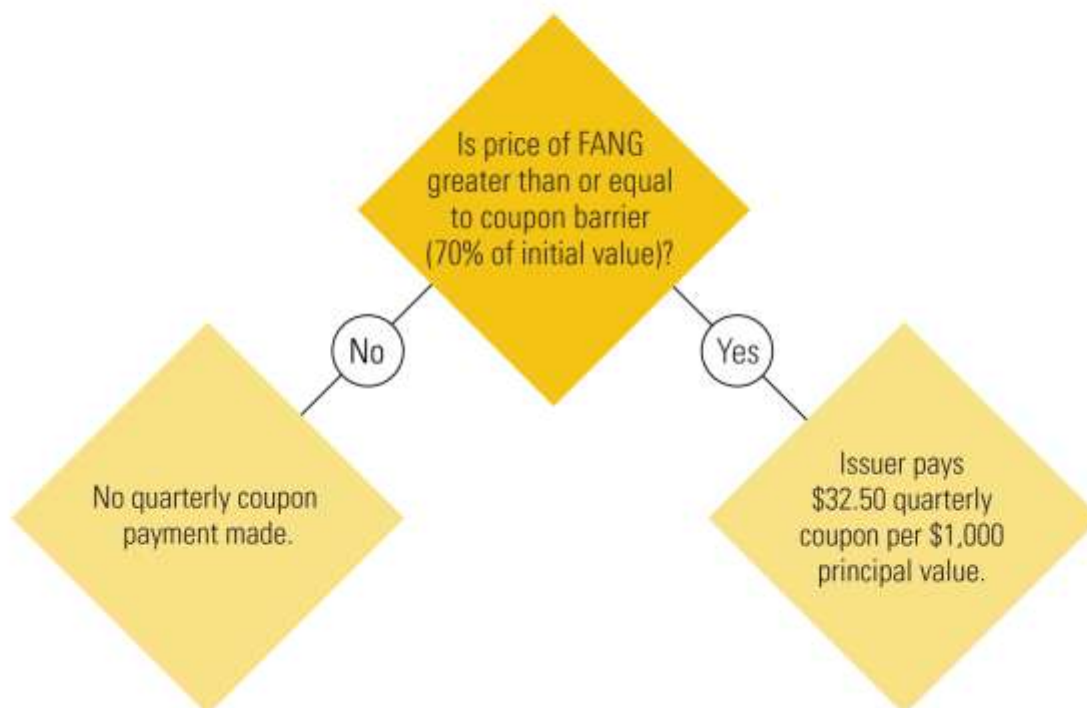 Is price of FANG
greater than or equal
to coupon barrier
(70% of initial value)?
No
Yes
No quarterly coupon
payment made.
Issuer pays
$32.50 quarterly
coupon per $1,000
principal value.